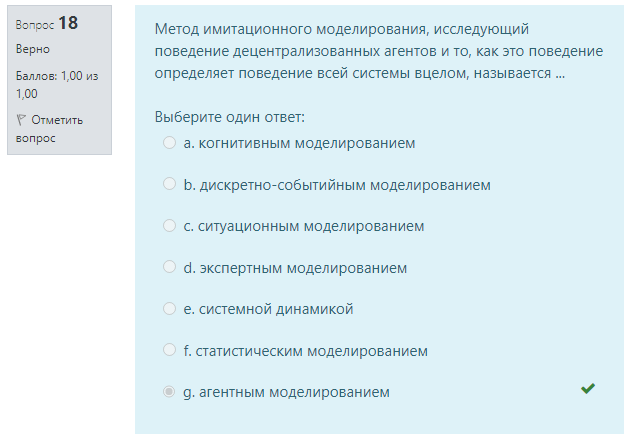 Вопрос 18
Верно
Баллов: 1,00 из
1,00
Отметить
вопрос
Метод имитационного моделирования, исследующий
поведение децентрализованных агентов и то, как это поведение
определяет поведение всей системы вцелом, называется ...
Выберите один ответ:
a. когнитивным моделированием
b. дискретно-событийным моделированием
c. ситуационным моделированием
d. экспертным моделированием
e. системной динамикой
f. статистическим моделированием
g. агентным моделированием